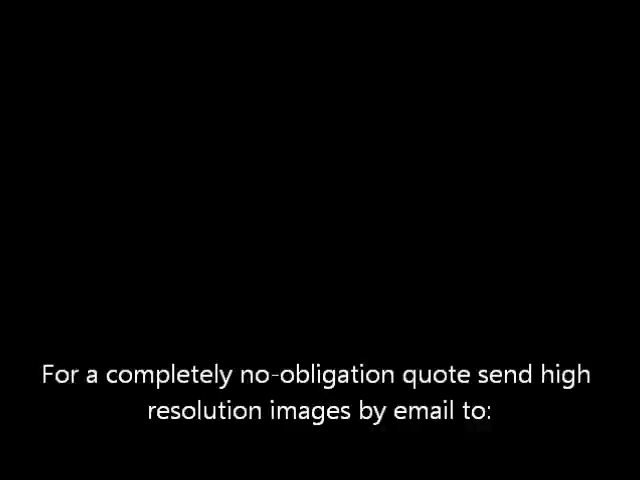 For a completely no-obligation quote send high
resolution images by email to: